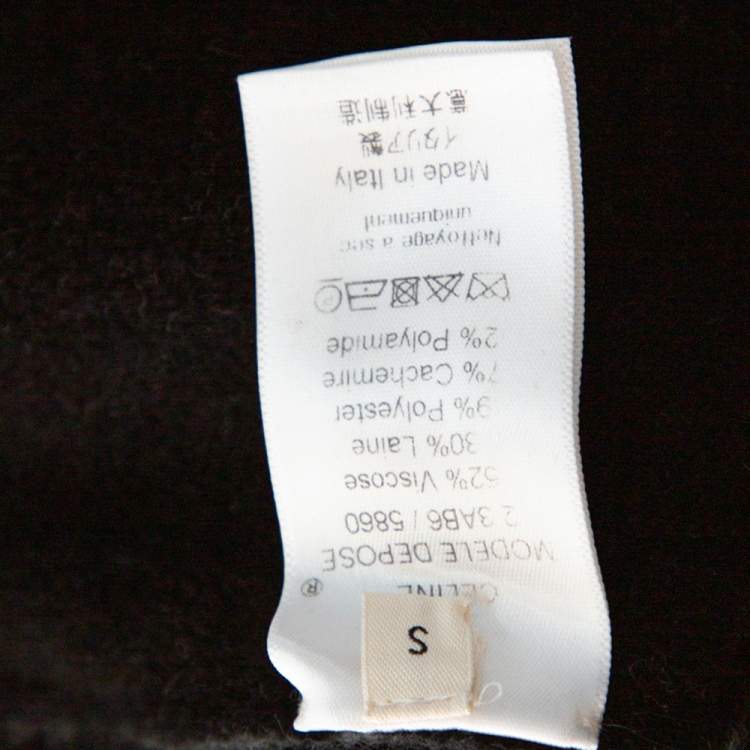 S
CELINE ®
MODELE DEPOSE
2 3AB6 / 5860
52% Viscose
30% Laine
9% Polyester
7% Cachemire
2% Polyamide
P
Nettoyage a sec
uniquement
Made in Italy
イタリア製
意大利制造